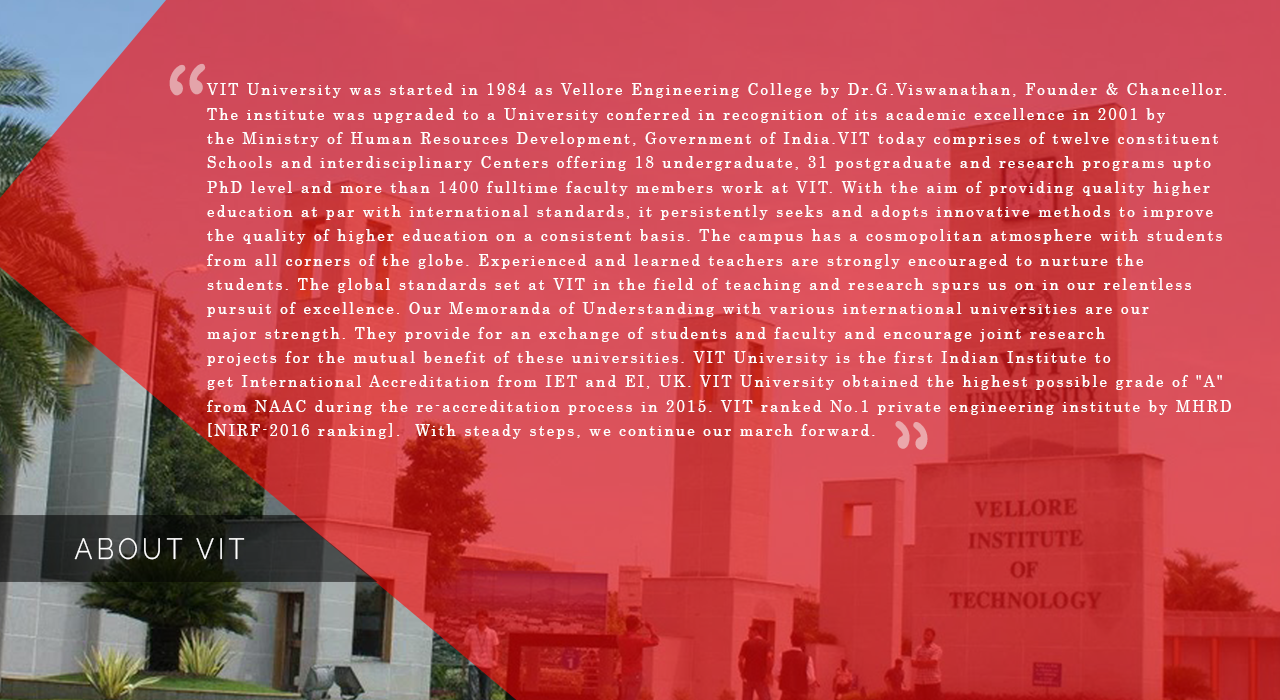 “VIT University was started in 1984 as Vellore Engineering College by Dr.G.Viswanathan, Founder & Chancellor.
The institute was upgraded to a University conferred in recognition of its academic excellence in 2001 by
the Ministry of Human Resources Development, Government of India.VIT today comprises of twelve constituent
Schools and interdisciplinary Centers offering 18 undergraduate, 31 postgraduate and research programs upto
PhD level and more than 1400 fulltime faculty members work at VIT. With the aim of providing quality higher
education at par with international standards, it persistently seeks and adopts innovative methods to improve
the quality of higher education on a consistent basis. The campus has a cosmopolitan atmosphere with students
from all corners of the globe. Experienced and learned teachers are strongly encouraged to nurture the
students. The global standards set at VIT in the field of teaching and research spurs us on in our relentless
pursuit of excellence. Our Memoranda of Understanding with various international universities are our
major strength. They provide for an exchange of students and faculty and encourage joint research
projects for the mutual benefit of these universities. VIT University is the first Indian Institute to
get International Accreditation from IET and EI, UK. VIT University obtained the highest possible grade of "A"
from NAAC during the re-accreditation process in 2015. VIT ranked No.1 private engineering institute by MHRD
[NIRF-2016 ranking].  With steady steps, we continue our march forward. ”
VIT
UNIVERSITY
VELLORE
INSTITUTE
OF
TECHNOLOGY
ABOUT VIT